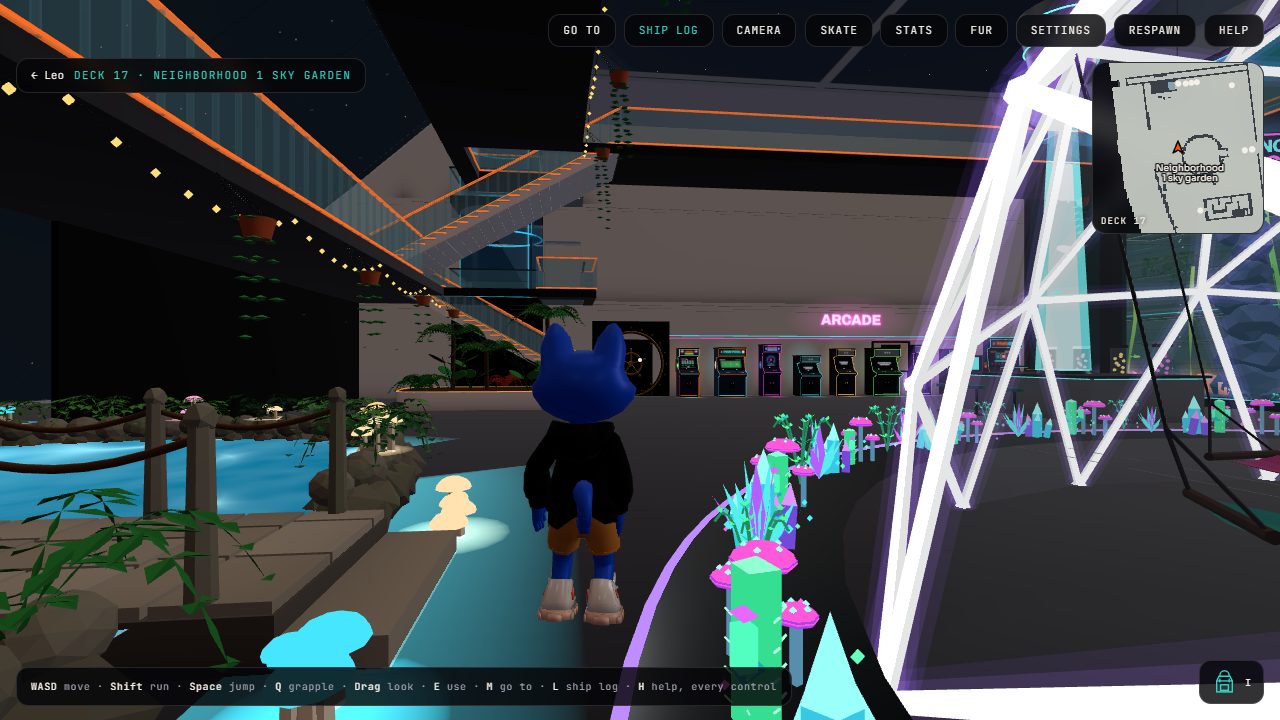 GO TO
SHIP LOG
CAMERA
SKATE
STATS
FUR
SETTINGS
RESPAWN
HELP
← Leo DECK 17 · NEIGHBORHOOD 1 SKY GARDEN
Neighborhood
1 sky garden
DECK 17
ARCADE
WASD move · Shift run · Space jump · Q grapple · Drag look · E use · M go to · L ship log · H help, every control
I